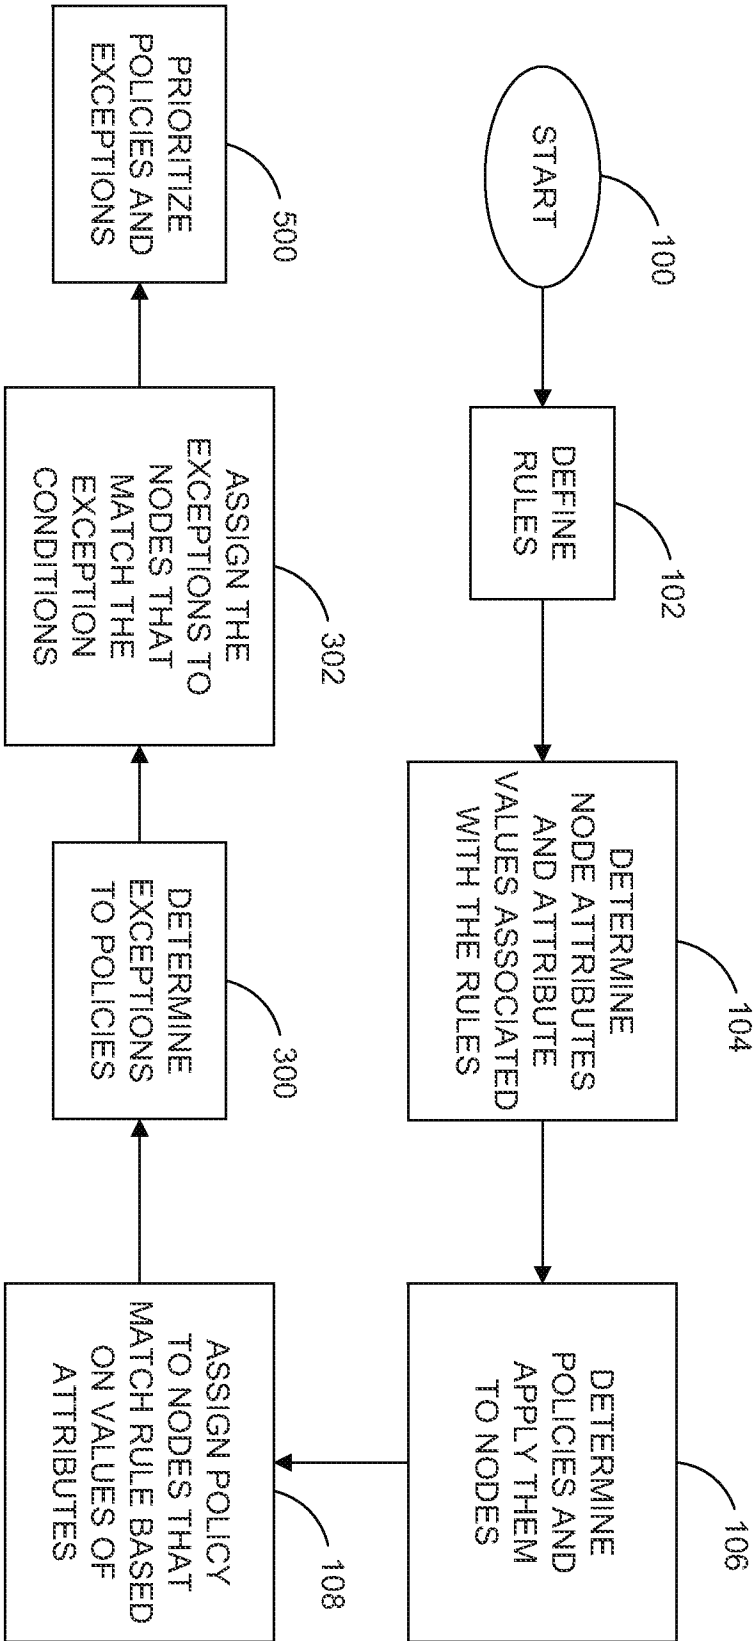 START
100
DEFINE
RULES
102
DETERMINE
NODE ATTRIBUTES
AND ATTRIBUTE
VALUES ASSOCIATED
WITH THE RULES
104
DETERMINE
POLICIES AND
APPLY THEM
TO NODES
106
ASSIGN POLICY
TO NODES THAT
MATCH RULE BASED
ON VALUES OF
ATTRIBUTES
108
DETERMINE
EXCEPTIONS
TO POLICIES
300
ASSIGN THE
EXCEPTIONS TO
NODES THAT
MATCH THE
EXCEPTION
CONDITIONS
302
PRIORITIZE
POLICIES AND
EXCEPTIONS
500